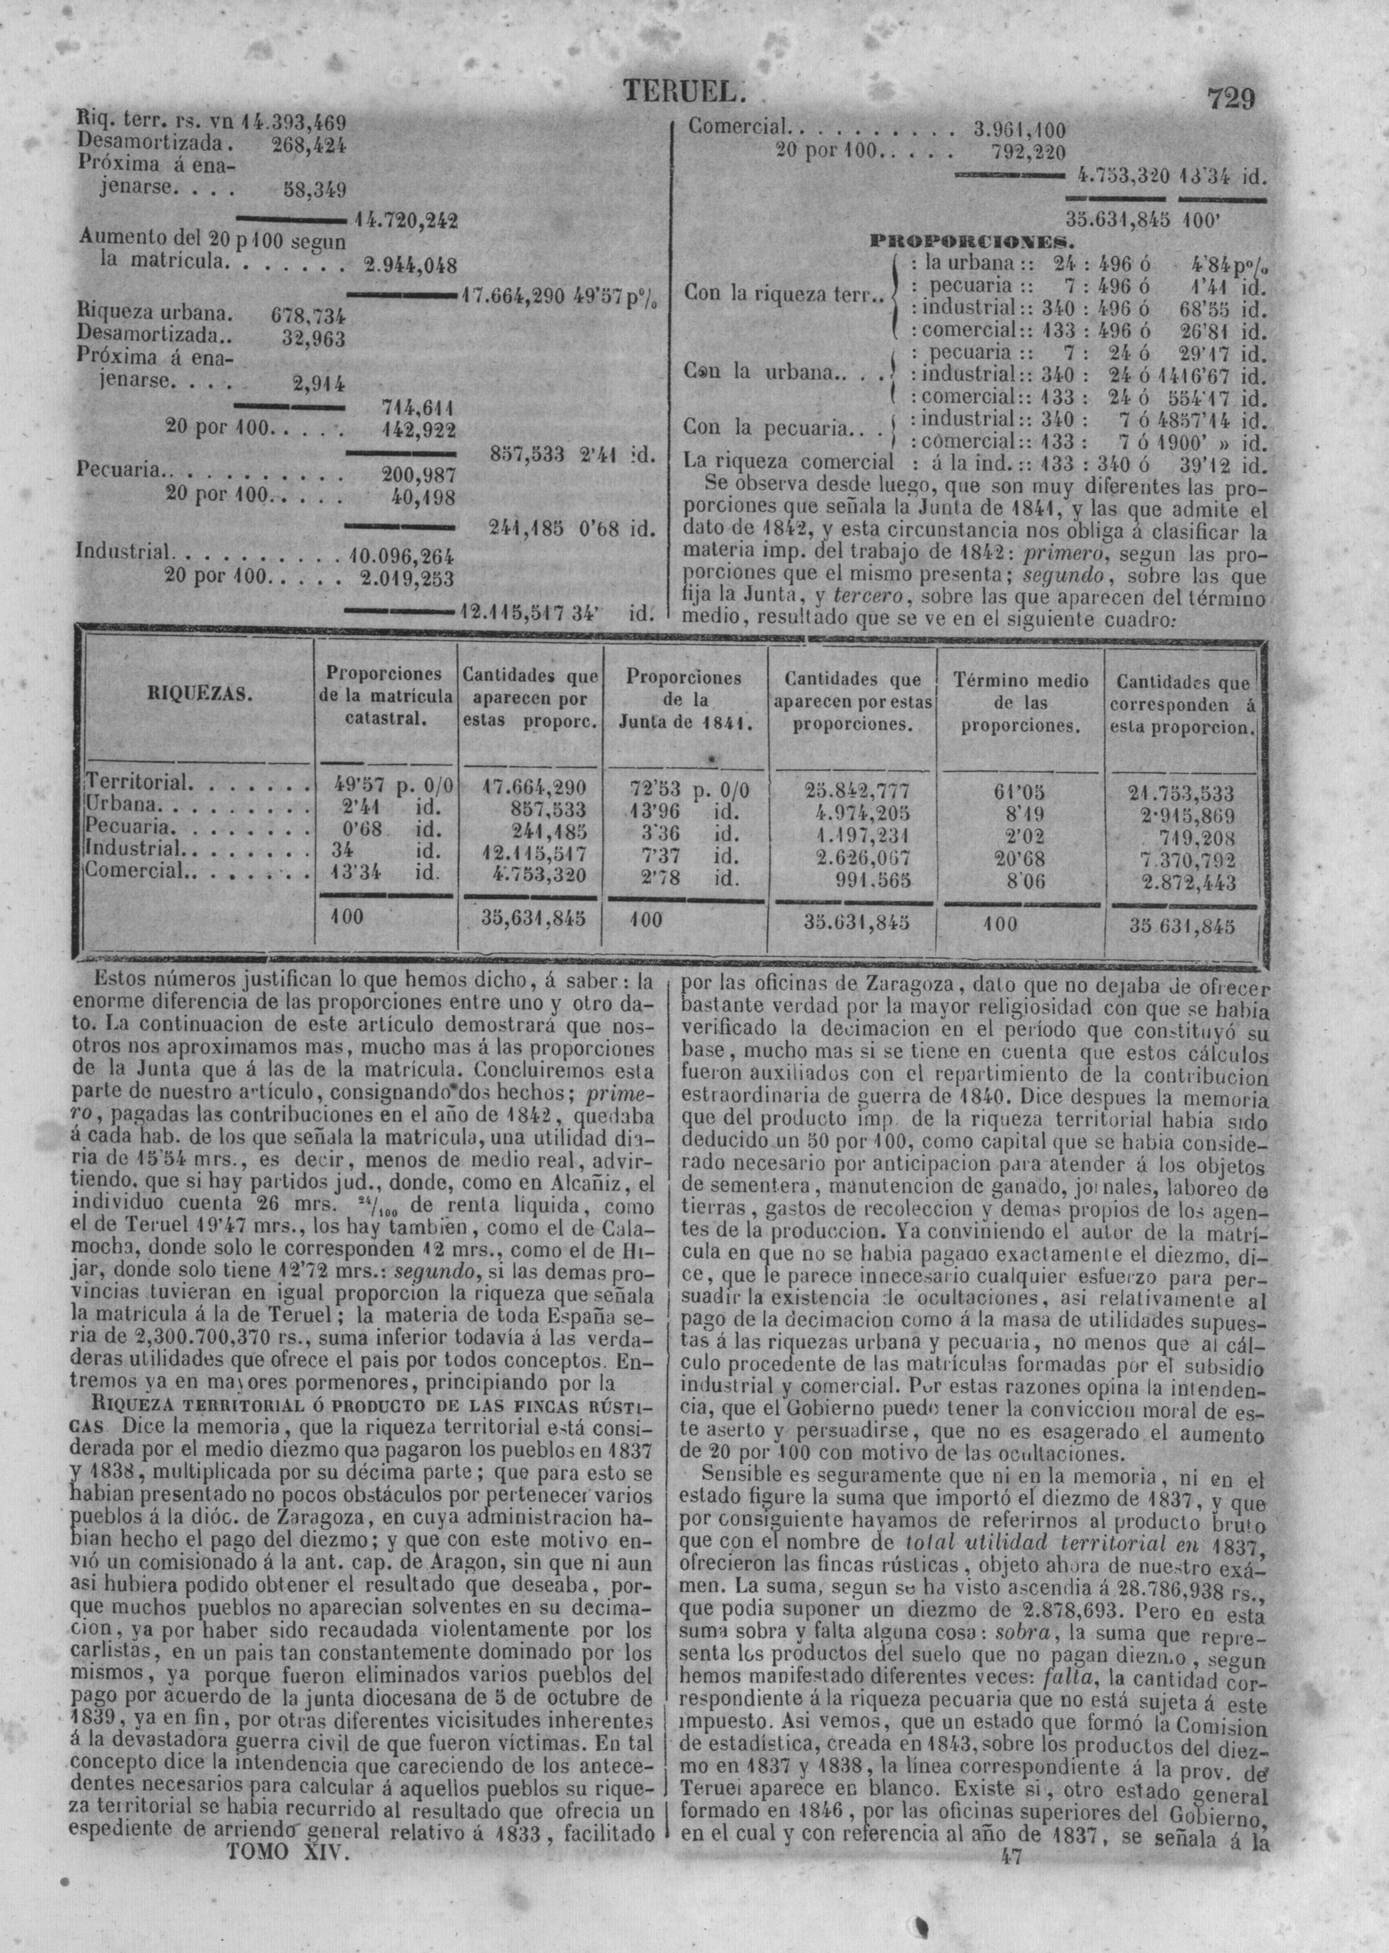 TERUEL.
729
Riq. terr. rs. vn 14.393,469
Desamortizada. 268,424
Próxima á ena-
jenarse. . . . 58,349
14.720,242
Aumento del 20 p 100 segun
la matrícula. . . . . . . 2.944,048
17.664,290 49'57 p%
Riqueza urbana. 678,734
Desamortizada.. 32,963
Próxima á ena-
jenarse. . . . 2,914
714,611
20 por 100. . . . . 142,922
857,533 2'41 id.
Pecuaria.. . . . . . . . . 200,987
20 por 100. . . . . 40,198
241,185 0'68 id.
Industrial. . . . . . . . . . 10.096,264
20 por 100. . . . . 2.019,253
12.115,517 34' id.
Comercial. . . . . . . . . . 3.961,100
20 por 100. . . . . 792,220
4.753,320 13'34 id.
35.631,845 100'
PROPORCIONES.
Con la riqueza terr.. : la urbana :: 24 : 496 ó 4'84 p%
: pecuaria :: 7 : 496 ó 1'41 id.
: industrial :: 340 : 496 ó 68'55 id.
: comercial :: 133 : 496 ó 26'81 id.
Con la urbana.. . . : pecuaria :: 7 : 24 ó 29'17 id.
: industrial :: 340 : 24 ó 1416'67 id.
: comercial :: 133 : 24 ó 554'17 id.
Con la pecuaria.. . : industrial :: 340 : 7 ó 4857'14 id.
: comercial :: 133 : 7 ó 1900' » id.
La riqueza comercial : á la ind. :: 133 : 340 ó 39'12 id.
Se observa desde luego, que son muy diferentes las pro-
porciones que señala la Junta de 1841, y las que admite el
dato de 1842, y esta circunstancia nos obliga á clasificar la
materia imp. del trabajo de 1842: primero, segun las pro-
porciones que el mismo presenta; segundo, sobre las que
fija la Junta, y tercero, sobre las que aparecen del término
medio, resultado que se ve en el siguiente cuadro:
RIQUEZAS. | Proporciones de la matrícula catastral. | Cantidades que aparecen por estas proporc. | Proporciones de la Junta de 1841. | Cantidades que aparecen por estas proporciones. | Término medio de las proporciones. | Cantidades que corresponden á esta proporcion.
Territorial. . . . . . . 49'57 p. 0/0 17.664,290 72'53 p. 0/0 25.842,777 61'05 21.753,533
Urbana. . . . . . . . . 2'41 id. 857,533 13'96 id. 4.974,205 8'19 2.915,869
Pecuaria. . . . . . . . 0'68 id. 241,185 3'36 id. 1.197,231 2'02 719,208
Industrial. . . . . . . . 34 id. 12.115,517 7'37 id. 2.626,067 20'68 7.370,792
Comercial.. . . . . . . 13'34 id. 4.753,320 2'78 id. 991.565 8'06 2.872,443
100 35,631,845 100 35.631,845 100 35 631,845
Estos números justifican lo que hemos dicho, á saber: la
enorme diferencia de las proporciones entre uno y otro da-
to. La continuacion de este artículo demostrará que nos-
otros nos aproximamos mas, mucho mas á las proporciones
de la Junta que á las de la matrícula. Concluiremos esta
parte de nuestro artículo, consignando dos hechos; prime-
ro, pagadas las contribuciones en el año de 1842, quedaba
á cada hab. de los que señala la matrícula, una utilidad dia-
ria de 15'54 mrs., es decir, menos de medio real, advir-
tiendo, que si hay partidos jud., donde, como en Alcañiz, el
individuo cuenta 26 mrs. 24/100 de renta líquida, como
el de Teruel 19'47 mrs., los hay tambien, como el de Cala-
mocha, donde solo le corresponden 12 mrs., como el de Hi-
jar, donde solo tiene 12'72 mrs.: segundo, si las demas pro-
vincias tuvieran en igual proporcion la riqueza que señala
la matrícula á la de Teruel; la materia de toda España se-
ria de 2,300.700,370 rs., suma inferior todavía á las verda-
deras utilidades que ofrece el pais por todos conceptos. En-
tremos ya en mayores pormenores, principiando por la
RIQUEZA TERRITORIAL Ó PRODUCTO DE LAS FINCAS RÚSTI-
CAS Dice la memoria, que la riqueza territorial está consi-
derada por el medio diezmo que pagaron los pueblos en 1837
y 1838, multiplicada por su décima parte; que para esto se
habian presentado no pocos obstáculos por pertenecer varios
pueblos á la dióc. de Zaragoza, en cuya administracion ha-
bian hecho el pago del diezmo; y que con este motivo en-
vió un comisionado á la ant. cap. de Aragon, sin que ni aun
asi hubiera podido obtener el resultado que deseaba, por-
que muchos pueblos no aparecian solventes en su decima-
cion, ya por haber sido recaudada violentamente por los
carlistas, en un pais tan constantemente dominado por los
mismos, ya porque fueron eliminados varios pueblos del
pago por acuerdo de la junta diocesana de 5 de octubre de
1839, ya en fin, por otras diferentes vicisitudes inherentes
á la devastadora guerra civil de que fueron víctimas. En tal
concepto dice la intendencia que careciendo de los antece-
dentes necesarios para calcular á aquellos pueblos su rique-
za territorial se habia recurrido al resultado que ofrecia un
espediente de arriendo general relativo á 1833, facilitado
TOMO XIV.
por las oficinas de Zaragoza, dato que no dejaba de ofrecer
bastante verdad por la mayor religiosidad con que se habia
verificado la decimacion en el período que constituyó su
base, mucho mas si se tiene en cuenta que estos cálculos
fueron auxiliados con el repartimiento de la contribucion
estraordinaria de guerra de 1840. Dice despues la memoria
que del producto imp. de la riqueza territorial habia sido
deducido un 50 por 100, como capital que se habia conside-
rado necesario por anticipacion para atender á los objetos
de sementera, manutencion de ganado, jornales, laboreo de
tierras, gastos de recoleccion y demas propios de los agen-
tes de la produccion. Ya conviniendo el autor de la matrí-
cula en que no se habia pagado exactamente el diezmo, di-
ce, que le parece innecesario cualquier esfuerzo para per-
suadir la existencia de ocultaciones, asi relativamente al
pago de la decimacion como á la masa de utilidades supues-
tas á las riquezas urbana y pecuaria, no menos que al cál-
culo procedente de las matrículas formadas por el subsidio
industrial y comercial. Por estas razones opina la intenden-
cia, que el Gobierno puede tener la conviccion moral de es-
te aserto y persuadirse, que no es esagerado el aumento
de 20 por 100 con motivo de las ocultaciones.
Sensible es seguramente que ni en la memoria, ni en el
estado figure la suma que importó el diezmo de 1837, y que
por consiguiente hayamos de referirnos al producto bruto
que con el nombre de total utilidad territorial en 1837,
ofrecieron las fincas rústicas, objeto ahora de nuestro exá-
men. La suma, segun se ha visto ascendia á 28.786,938 rs.,
que podia suponer un diezmo de 2.878,693. Pero en esta
suma sobra y falta alguna cosa: sobra, la suma que repre-
senta los productos del suelo que no pagan diezmo, segun
hemos manifestado diferentes veces: falta, la cantidad cor-
respondiente á la riqueza pecuaria que no está sujeta á este
impuesto. Asi vemos, que un estado que formó la Comision
de estadística, creada en 1843, sobre los productos del diez-
mo en 1837 y 1838, la línea correspondiente á la prov. de
Teruel aparece en blanco. Existe si, otro estado general
formado en 1846, por las oficinas superiores del Gobierno,
en el cual y con referencia al año de 1837, se señala á la
47